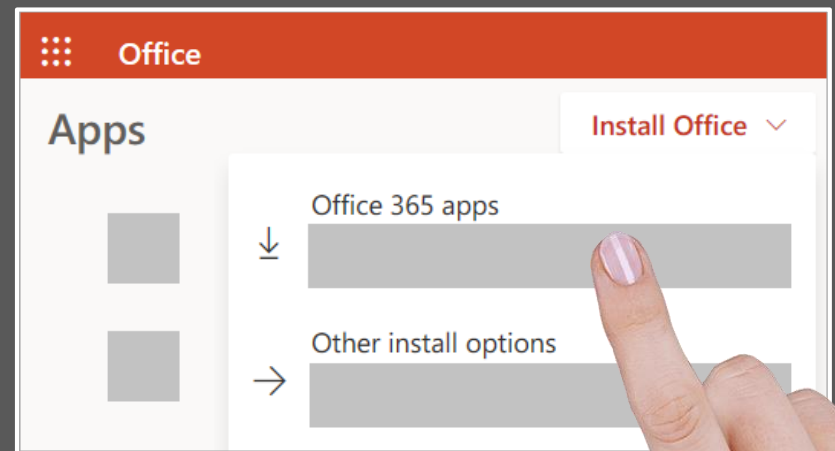 Office
Apps
Install Office
Office 365 apps
Other install options